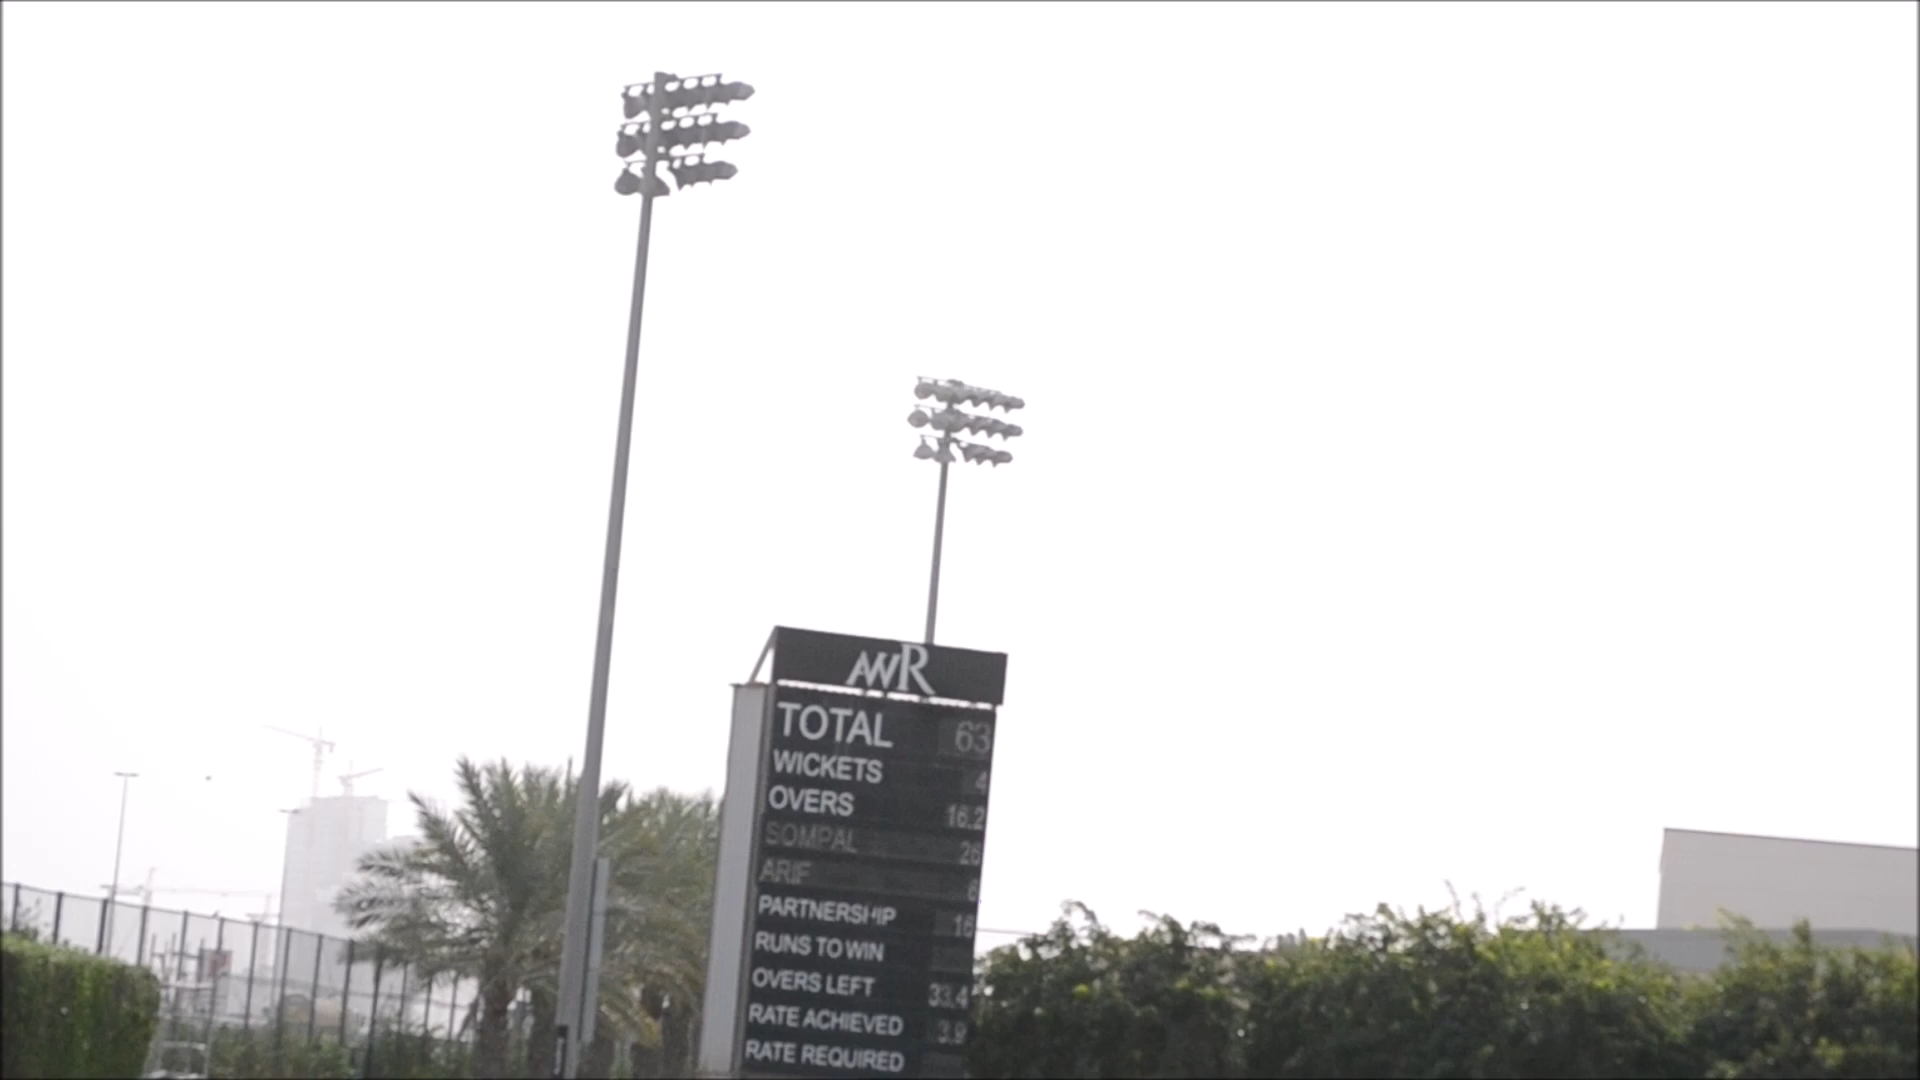 AWR
TOTAL 63
WICKETS 4
OVERS 16.2
SOMPAL 26
ARIF 6
PARTNERSHIP 16
RUNS TO WIN
OVERS LEFT 33.4
RATE ACHIEVED 3.9
RATE REQUIRED